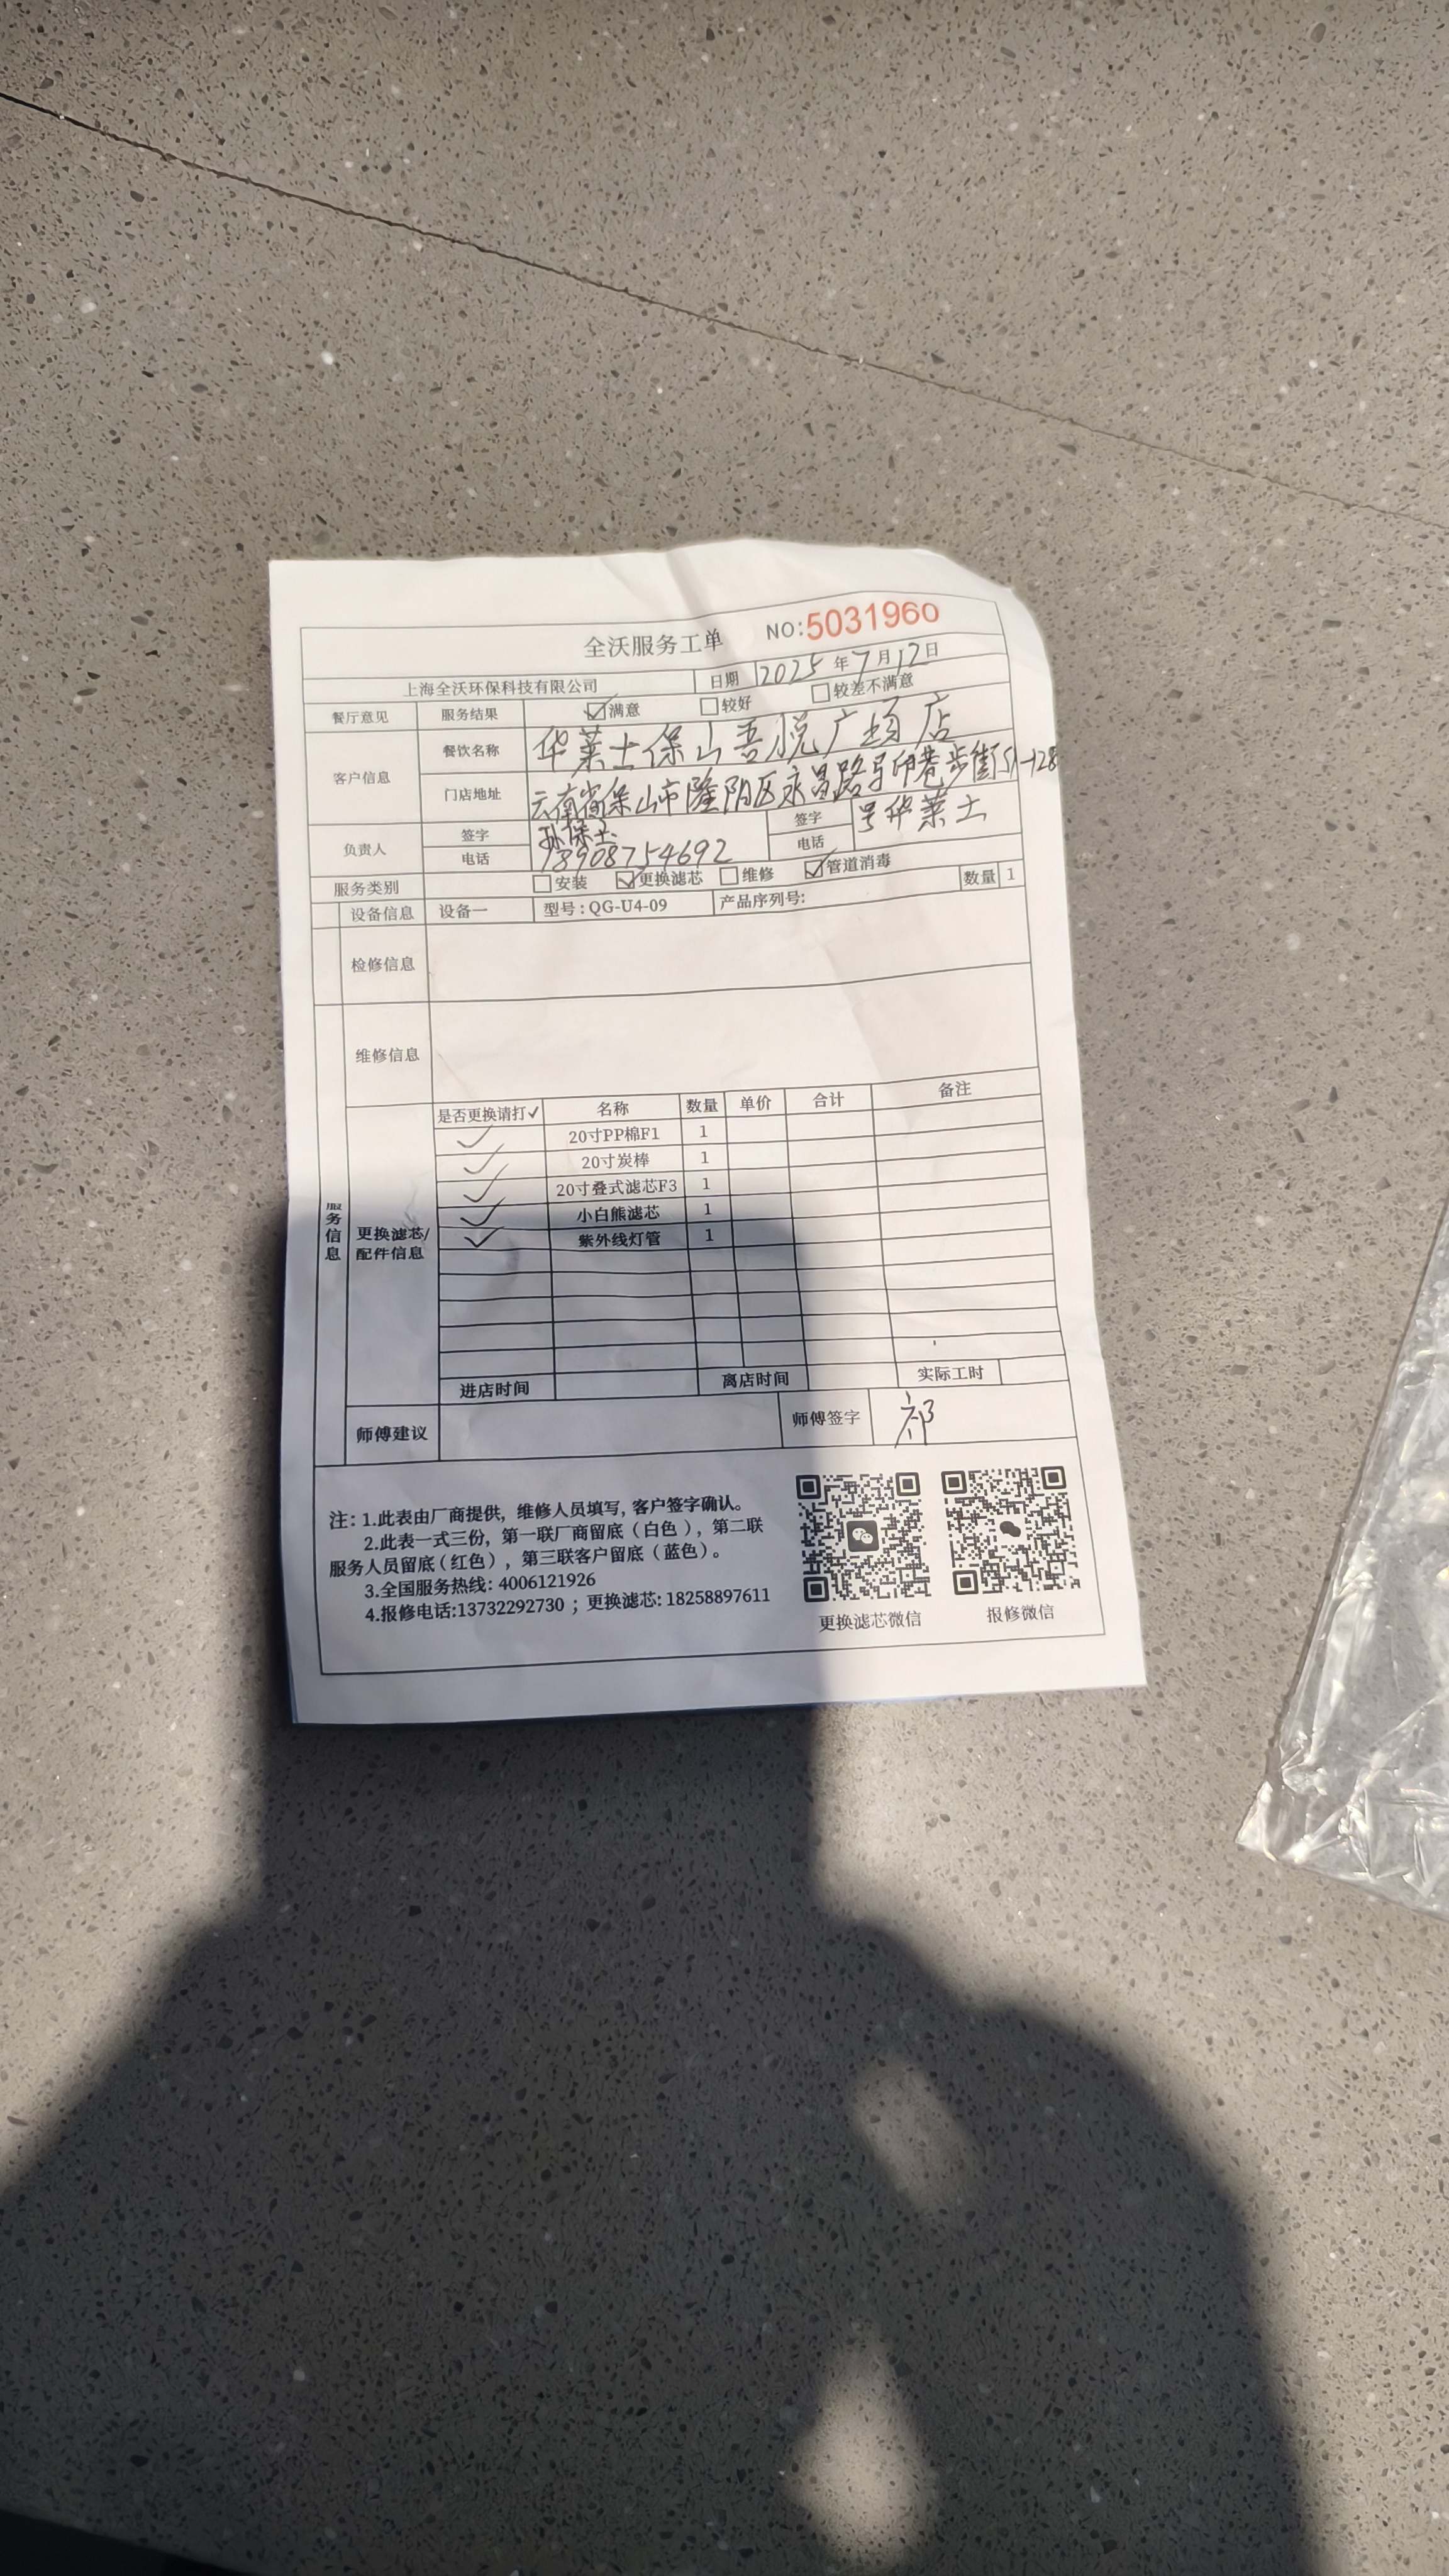 全沃服务工单 NO:5031960
上海全沃环保科技有限公司 日期 2025年7月12日
餐厅意见 服务结果 ☑满意 □较好 □较差不满意
客户信息 餐饮名称 华莱士保山吾悦广场店
门店地址 云南省保山市隆阳区永昌路号印巷步街S1-128
号华莱士
负责人 签字 签字
电话 18908754692 电话
服务类别 □安装 ☑更换滤芯 □维修 ☑管道消毒
设备信息 设备一 型号：QG-U4-09 产品序列号： 数量 1
检修信息
维修信息
服务信息
更换滤芯/配件信息
是否更换请打✓ 名称 数量 单价 合计 备注
✓ 20寸PP棉F1 1
✓ 20寸炭棒 1
✓ 20寸叠式滤芯F3 1
✓ 小白熊滤芯 1
✓ 紫外线灯管 1
进店时间 离店时间 实际工时
师傅建议 师傅签字 祁
注：1.此表由厂商提供，维修人员填写，客户签字确认。
2.此表一式三份，第一联厂商留底（白色），第二联
服务人员留底（红色），第三联客户留底（蓝色）。
3.全国服务热线：4006121926
4.报修电话:13732292730；更换滤芯: 18258897611
更换滤芯微信 报修微信